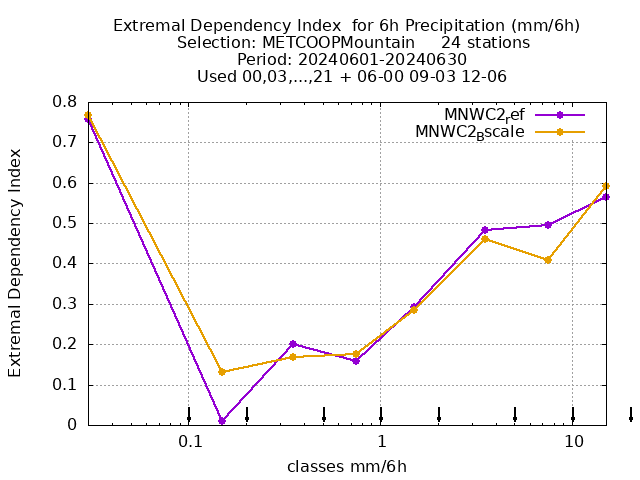 Extremal Dependency Index  for 6h Precipitation (mm/6h)
Selection: METCOOPMountain     24 stations
Period: 20240601-20240630
Used 00,03,...,21 + 06-00 09-03 12-06
MNWC2ref
MNWC2Bscale
Extremal Dependency Index
0.8
0.7
0.6
0.5
0.4
0.3
0.2
0.1
0
0.1 1 10
classes mm/6h